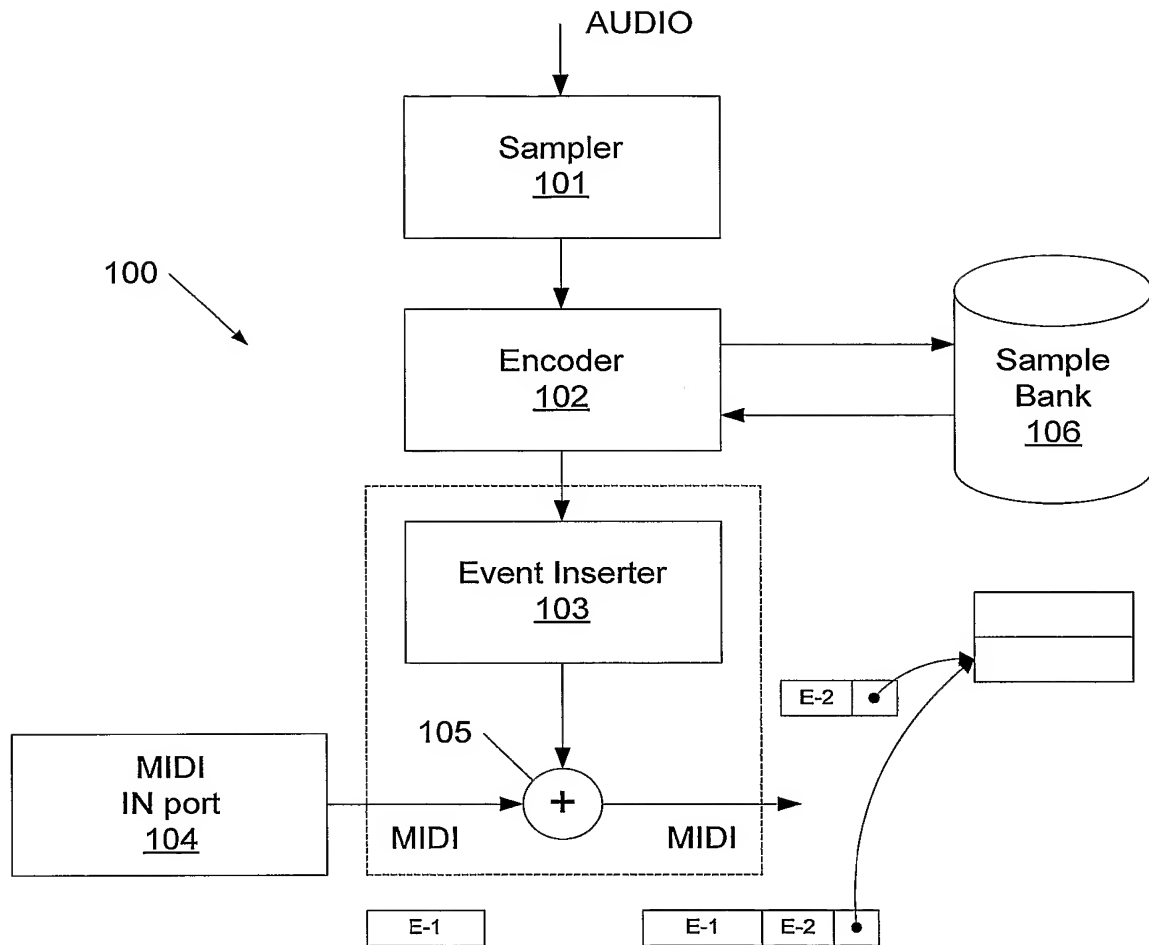 AUDIO
Sampler
101
100
Encoder
102
Sample
Bank
106
Event Inserter
103
E-2
105
MIDI
IN port
104
+
MIDI
MIDI
E-1
E-1
E-2